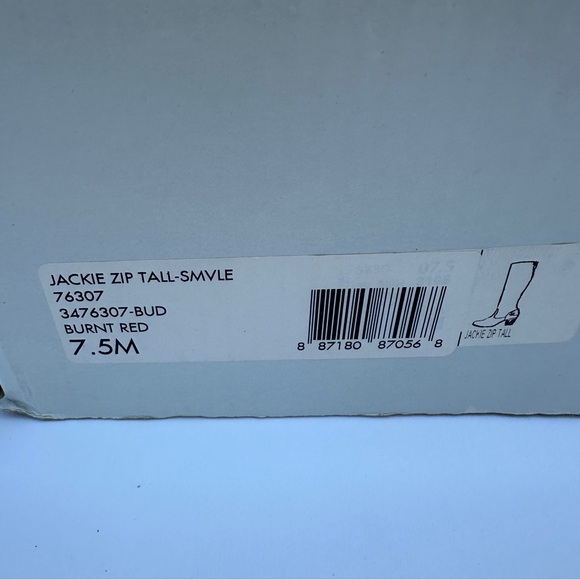 JACKIE ZIP TALL-SMVLE
76307
3476307-BUD
BURNT RED
7.5M
8 87180 87056 8
JACKIE ZIP TALL